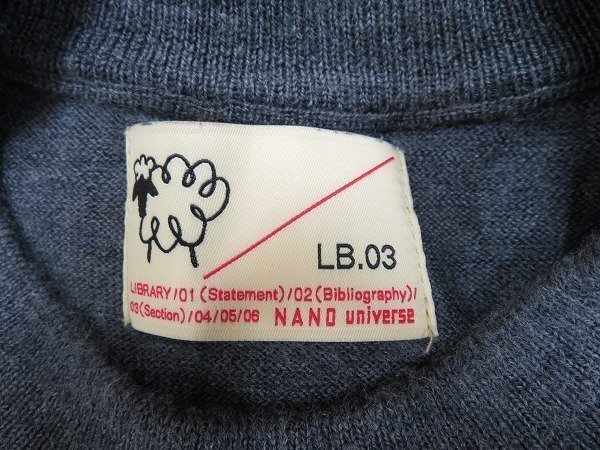 LB.03
LIBRARY/01 (Statement)/02(Bibliography)/
03(Section)/04/05/06 NANO universe